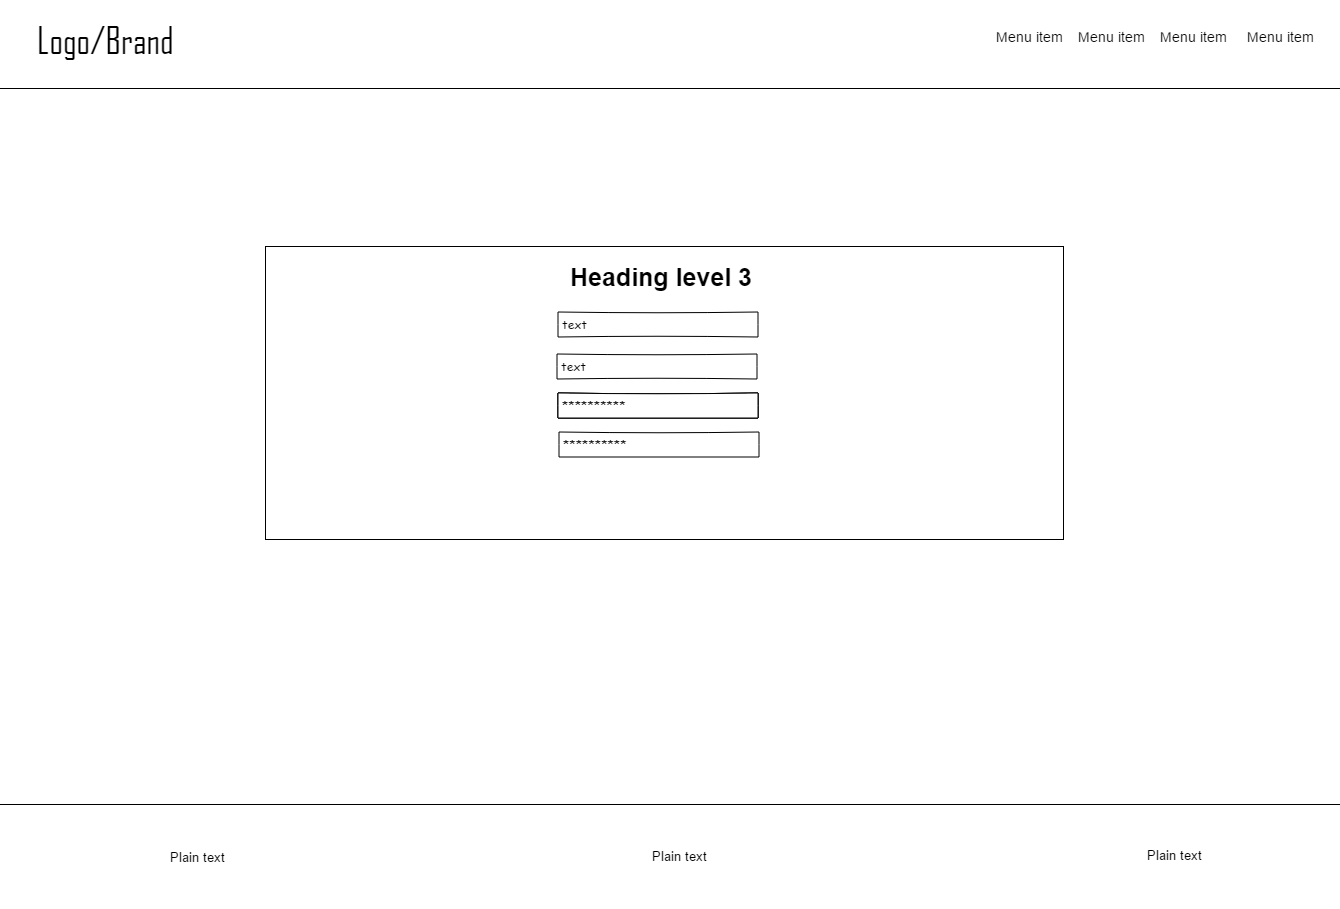 Logo/Brand
Menu item Menu item Menu item Menu item
Heading level 3
text
text
**********
**********
Plain text Plain text Plain text